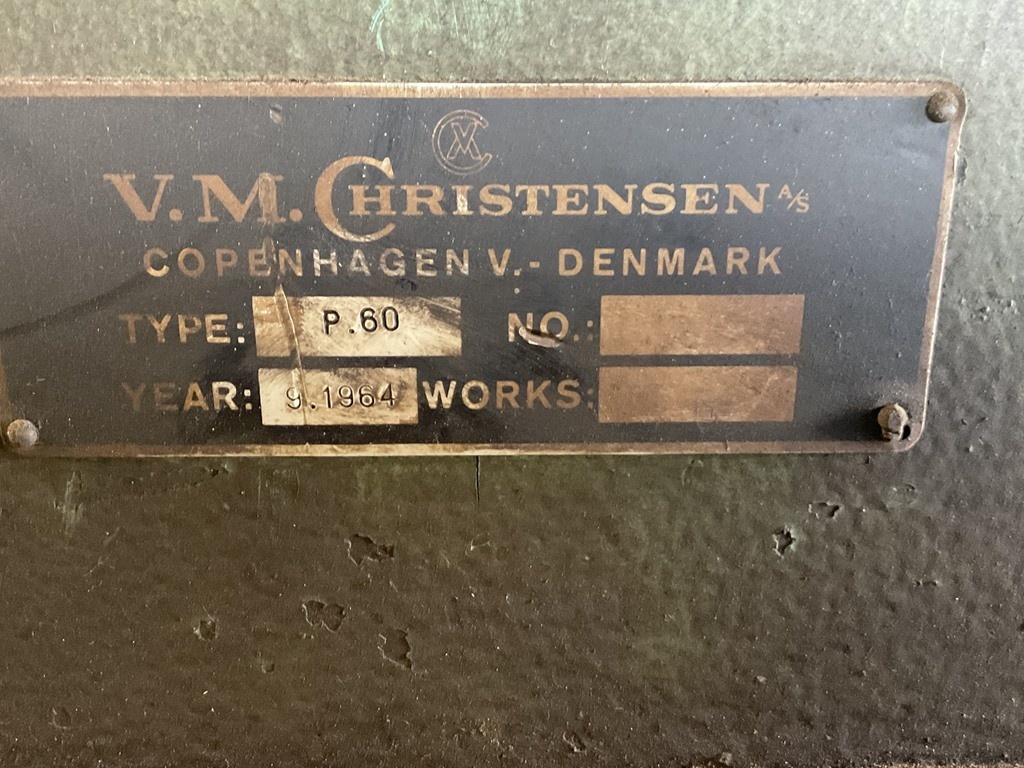 V.M. CHRISTENSEN A/S
COPENHAGEN V.- DENMARK
TYPE: P.60 NO.:
YEAR: 9.1964 WORKS: